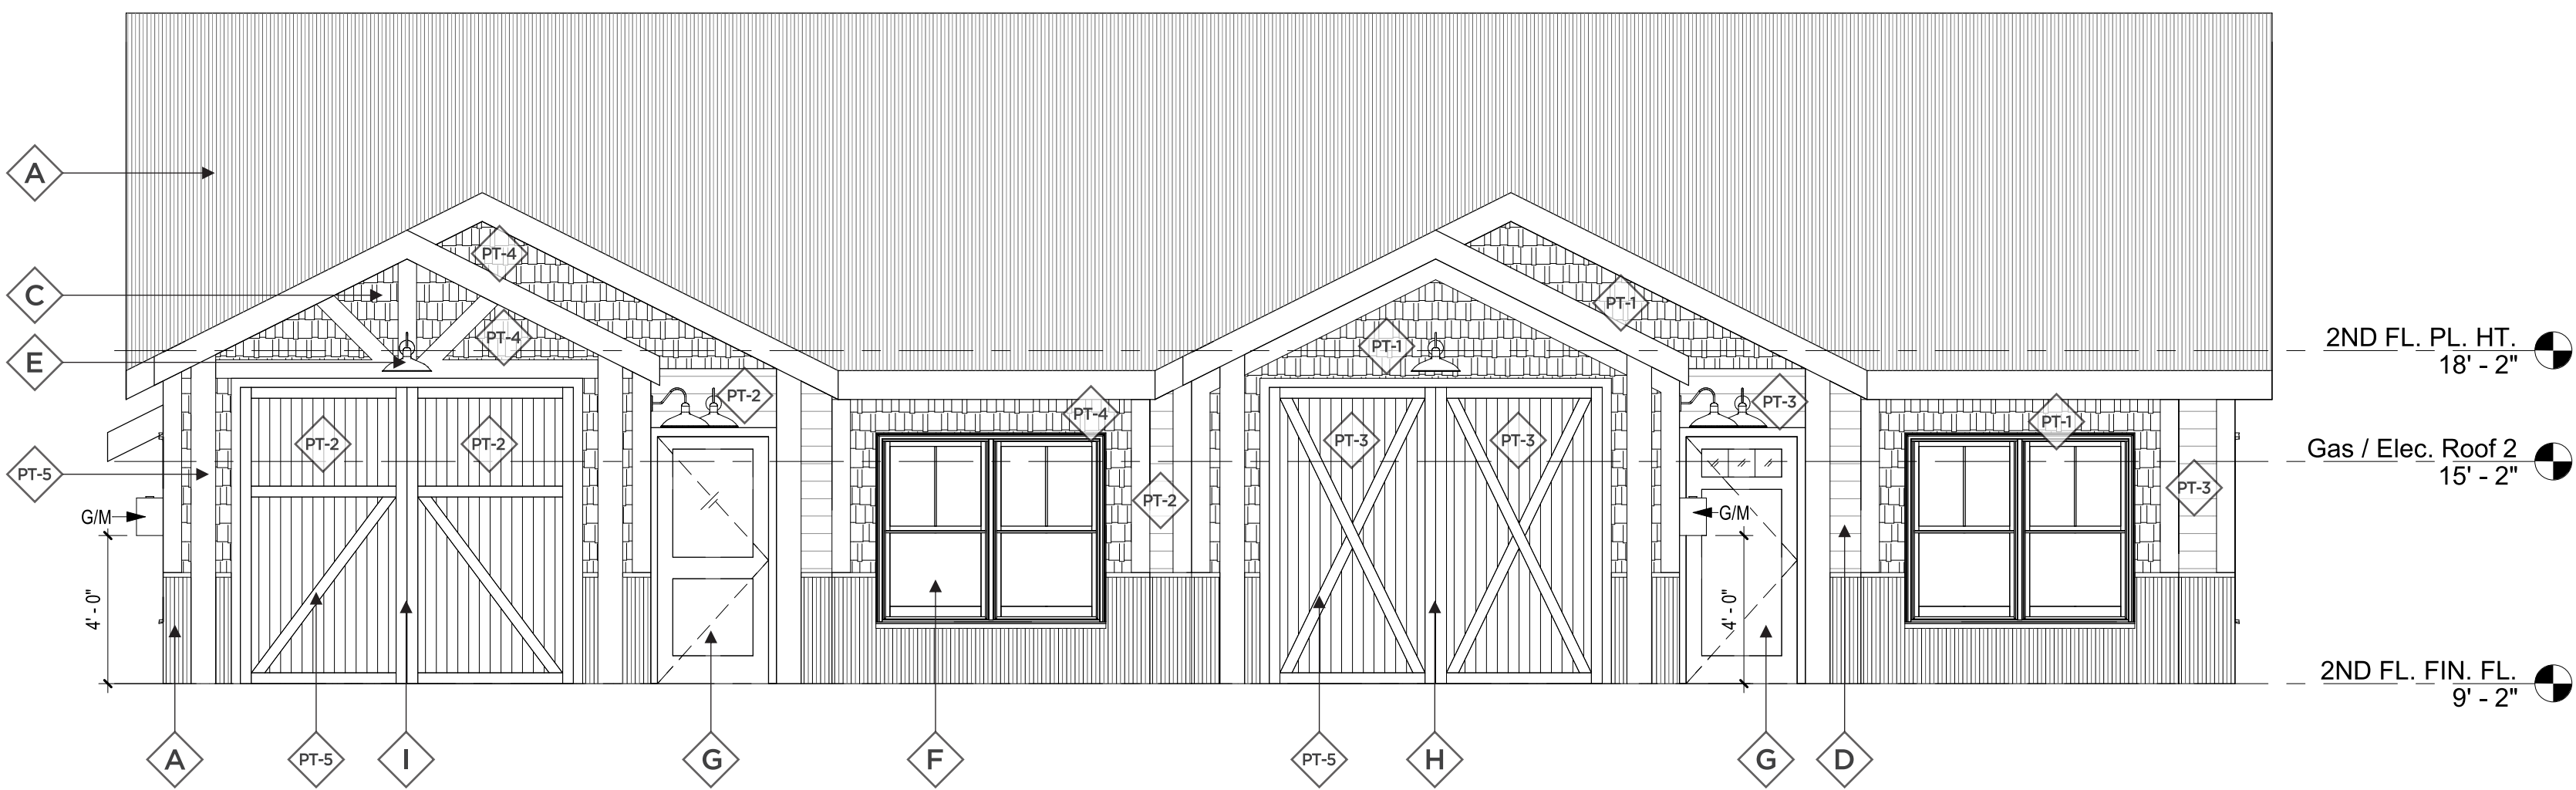 A
C
PT-4
PT-1
E
PT-4
PT-1
2ND FL. PL. HT.
18' - 2"
PT-2
PT-3
PT-4
PT-1
PT-2
PT-2
PT-3
PT-3
Gas / Elec. Roof 2
15' - 2"
PT-5
PT-2
PT-3
G/M
G/M
4' - 0"
4' - 0"
2ND FL. FIN. FL.
9' - 2"
A
PT-5
I
G
F
PT-5
H
G
D